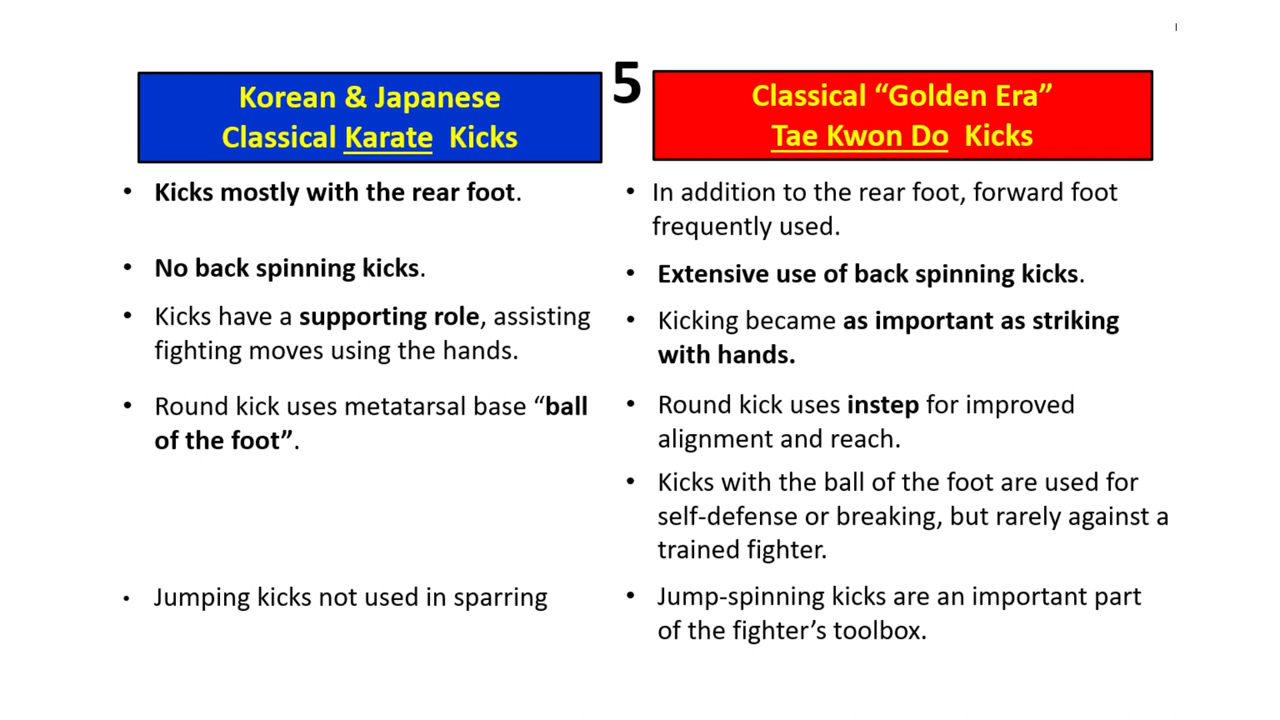 Korean & Japanese
Classical Karate Kicks
5
Classical “Golden Era”
Tae Kwon Do Kicks
• Kicks mostly with the rear foot.
• No back spinning kicks.
• Kicks have a supporting role, assisting
fighting moves using the hands.
• Round kick uses metatarsal base “ball
of the foot”.
• Jumping kicks not used in sparring
• In addition to the rear foot, forward foot
frequently used.
• Extensive use of back spinning kicks.
• Kicking became as important as striking
with hands.
• Round kick uses instep for improved
alignment and reach.
• Kicks with the ball of the foot are used for
self-defense or breaking, but rarely against a
trained fighter.
• Jump-spinning kicks are an important part
of the fighter’s toolbox.